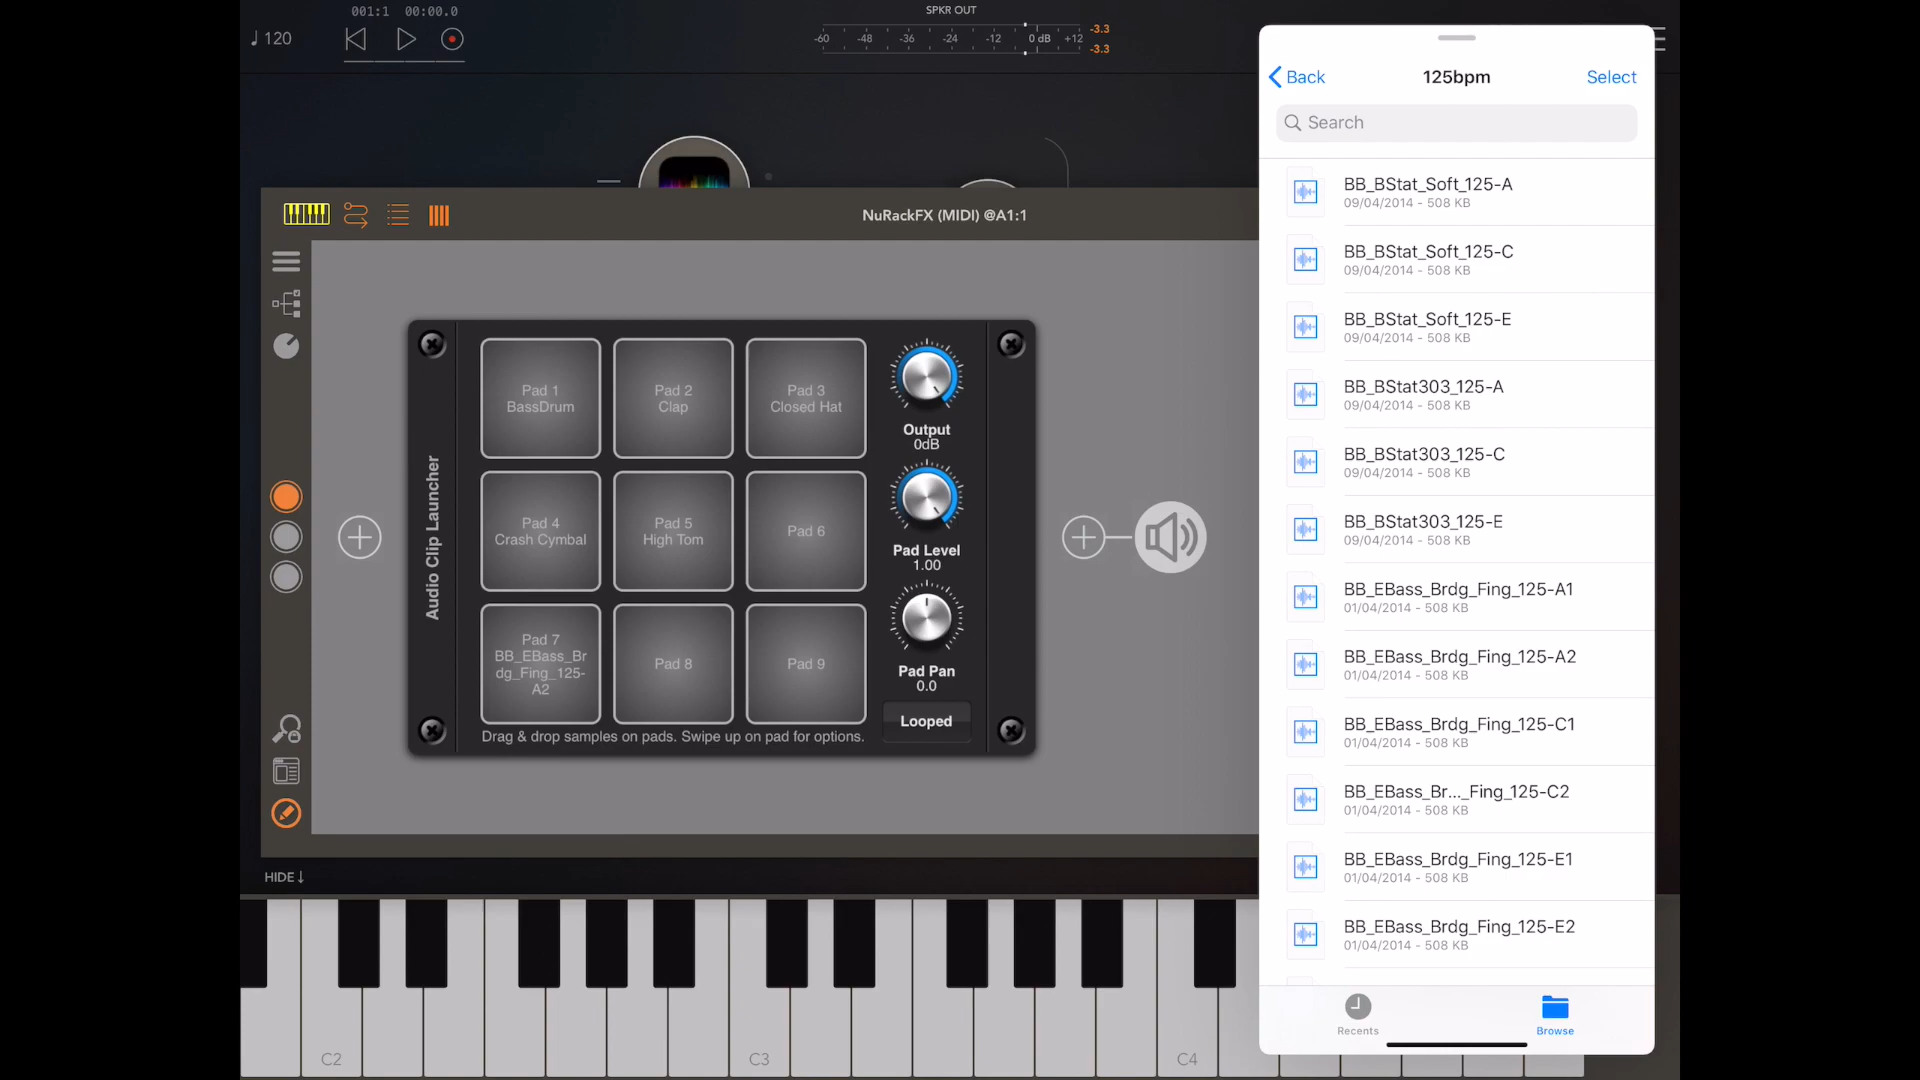 001:1 00:00.0
♩120
SPKR OUT
-60 -48 -36 -24 -12 0 dB +12
-3.3
-3.3
NuRackFX (MIDI) @A1:1
Audio Clip Launcher
Pad 1
BassDrum
Pad 2
Clap
Pad 3
Closed Hat
Pad 4
Crash Cymbal
Pad 5
High Tom
Pad 6
Pad 7
BB_EBass_Br
dg_Fing_125-
A2
Pad 8
Pad 9
Output
0dB
Pad Level
1.00
Pad Pan
0.0
Looped
Drag & drop samples on pads. Swipe up on pad for options.
HIDE↓
C2
C3
C4
Back
125bpm
Select
Search
BB_BStat_Soft_125-A
09/04/2014 - 508 KB
BB_BStat_Soft_125-C
09/04/2014 - 508 KB
BB_BStat_Soft_125-E
09/04/2014 - 508 KB
BB_BStat303_125-A
09/04/2014 - 508 KB
BB_BStat303_125-C
09/04/2014 - 508 KB
BB_BStat303_125-E
09/04/2014 - 508 KB
BB_EBass_Brdg_Fing_125-A1
01/04/2014 - 508 KB
BB_EBass_Brdg_Fing_125-A2
01/04/2014 - 508 KB
BB_EBass_Brdg_Fing_125-C1
01/04/2014 - 508 KB
BB_EBass_Br..._Fing_125-C2
01/04/2014 - 508 KB
BB_EBass_Brdg_Fing_125-E1
01/04/2014 - 508 KB
BB_EBass_Brdg_Fing_125-E2
01/04/2014 - 508 KB
Recents
Browse